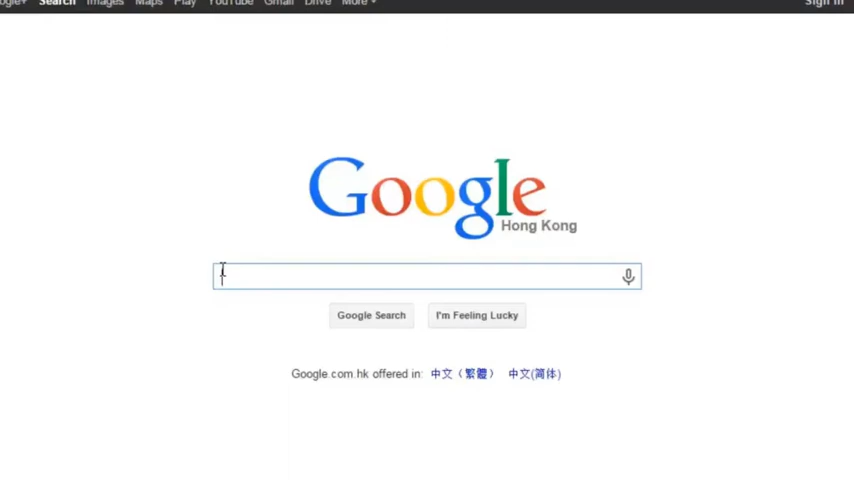 Google+ Search Images Maps Play YouTube Gmail Drive More Sign in
Google
Hong Kong
Google Search I'm Feeling Lucky
Google.com.hk offered in: 中文（繁體） 中文(简体)